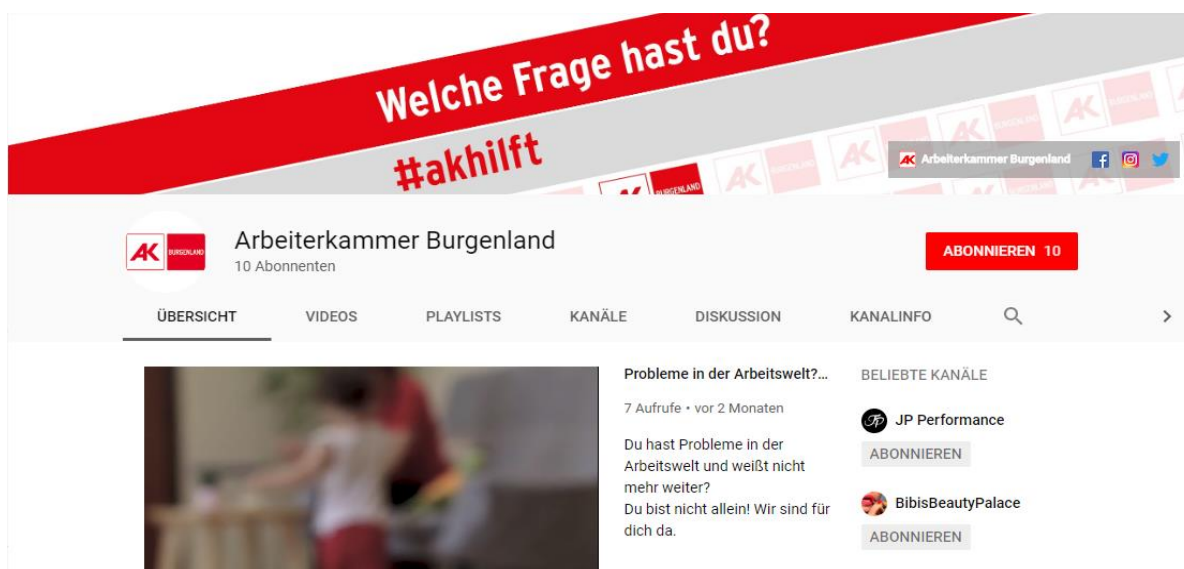 Welche Frage hast du?
#akhilft
AK BURGENLAND
Arbeiterkammer Burgenland
AK BURGENLAND
Arbeiterkammer Burgenland
10 Abonnenten
ABONNIEREN 10
ÜBERSICHT VIDEOS PLAYLISTS KANÄLE DISKUSSION KANALINFO
Probleme in der Arbeitswelt?...
7 Aufrufe • vor 2 Monaten
Du hast Probleme in der
Arbeitswelt und weißt nicht
mehr weiter?
Du bist nicht allein! Wir sind für
dich da.
BELIEBTE KANÄLE
JP Performance
ABONNIEREN
BibisBeautyPalace
ABONNIEREN